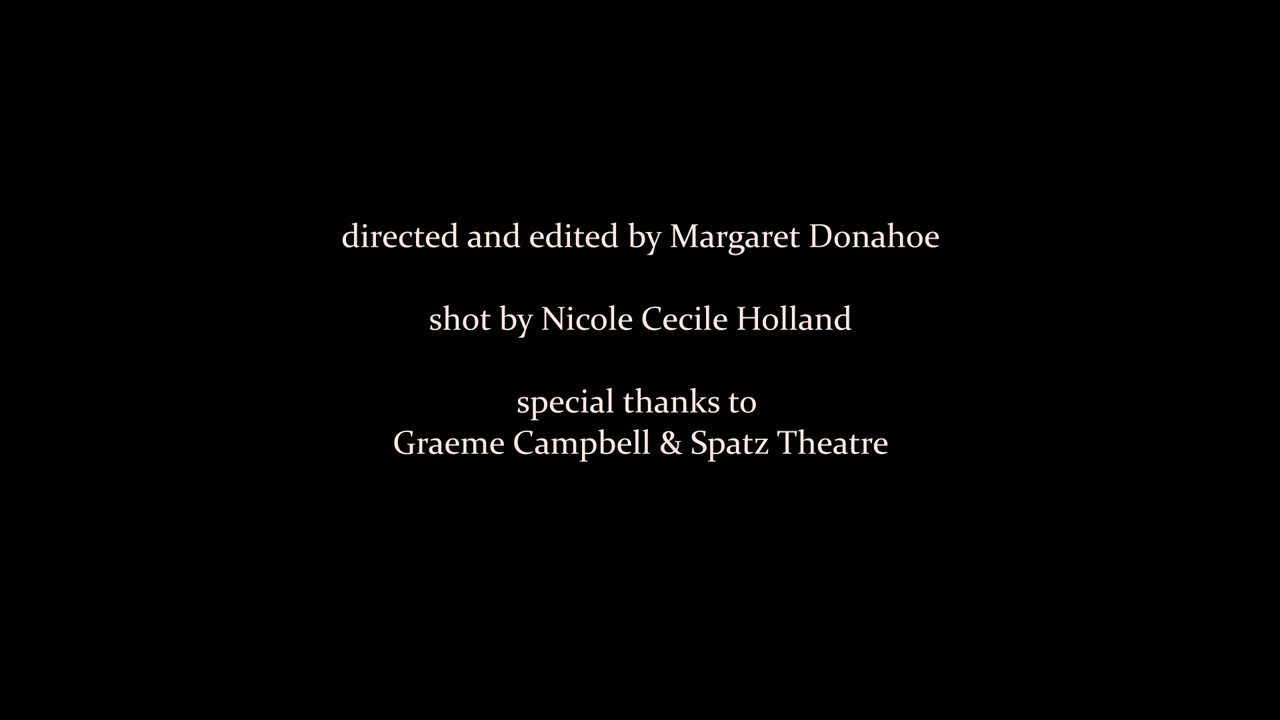 directed and edited by Margaret Donahoe
shot by Nicole Cecile Holland
special thanks to
Graeme Campbell & Spatz Theatre